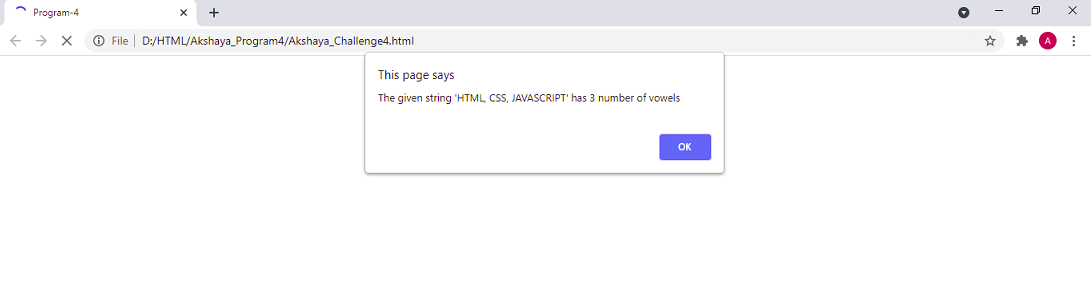 Program-4
File | D:/HTML/Akshaya_Program4/Akshaya_Challenge4.html
A
This page says
The given string 'HTML, CSS, JAVASCRIPT' has 3 number of vowels
OK